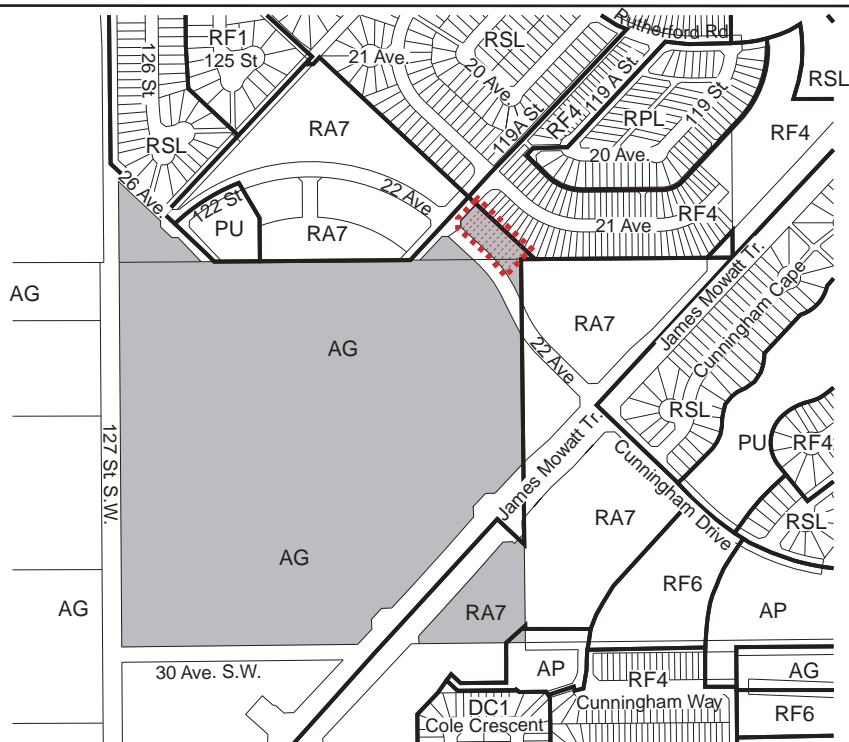 Rutherford Rd
RF1
126 St.
125 St
21 Ave.
RSL
20 Ave.
119A St
RF4
119 A St.
RPL
119 St
20 Ave.
RSL
RF4
RSL
RA7
26 Ave.
122 St
22 Ave
PU
RA7
21 Ave
RF4
James Mowatt Tr.
Cunningham Cape
AG
AG
RA7
22 Ave
RSL
PU
RF4
127 St. S.W.
James Mowatt Tr.
Cunningham Drive
RSL
RA7
AG
AG
RA7
RF6
AP
30 Ave. S.W.
AP
RF4
AG
DC1
Cole Crescent
Cunningham Way
RF6